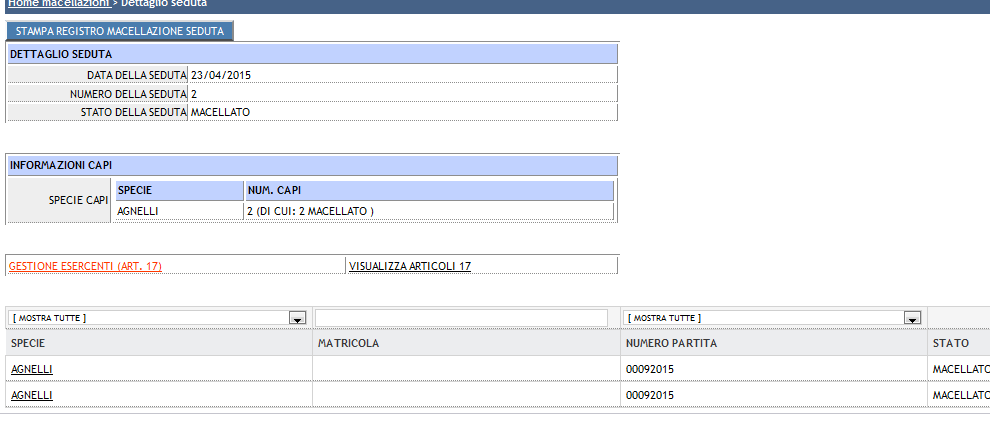 Home macellazioni > Dettaglio seduta
STAMPA REGISTRO MACELLAZIONE SEDUTA
DETTAGLIO SEDUTA
DATA DELLA SEDUTA 23/04/2015
NUMERO DELLA SEDUTA 2
STATO DELLA SEDUTA MACELLATO
INFORMAZIONI CAPI
SPECIE CAPI
SPECIE NUM. CAPI
AGNELLI 2 (DI CUI: 2 MACELLATO )
GESTIONE ESERCENTI (ART. 17) VISUALIZZA ARTICOLI 17
[ MOSTRA TUTTE ] [ MOSTRA TUTTE ]
SPECIE MATRICOLA NUMERO PARTITA STATO
AGNELLI 00092015 MACELLATO
AGNELLI 00092015 MACELLATO